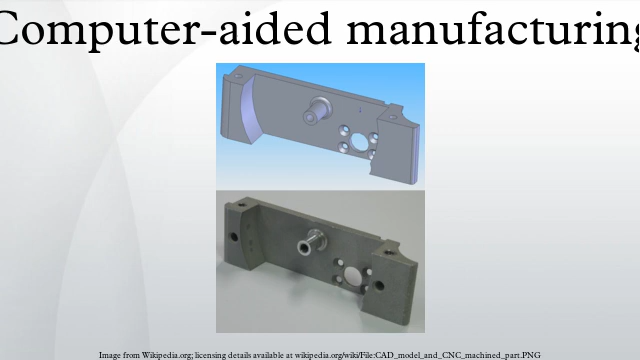 Computer-aided manufacturing
Image from Wikipedia.org; licensing details available at wikipedia.org/wiki/File:CAD_model_and_CNC_machined_part.PNG